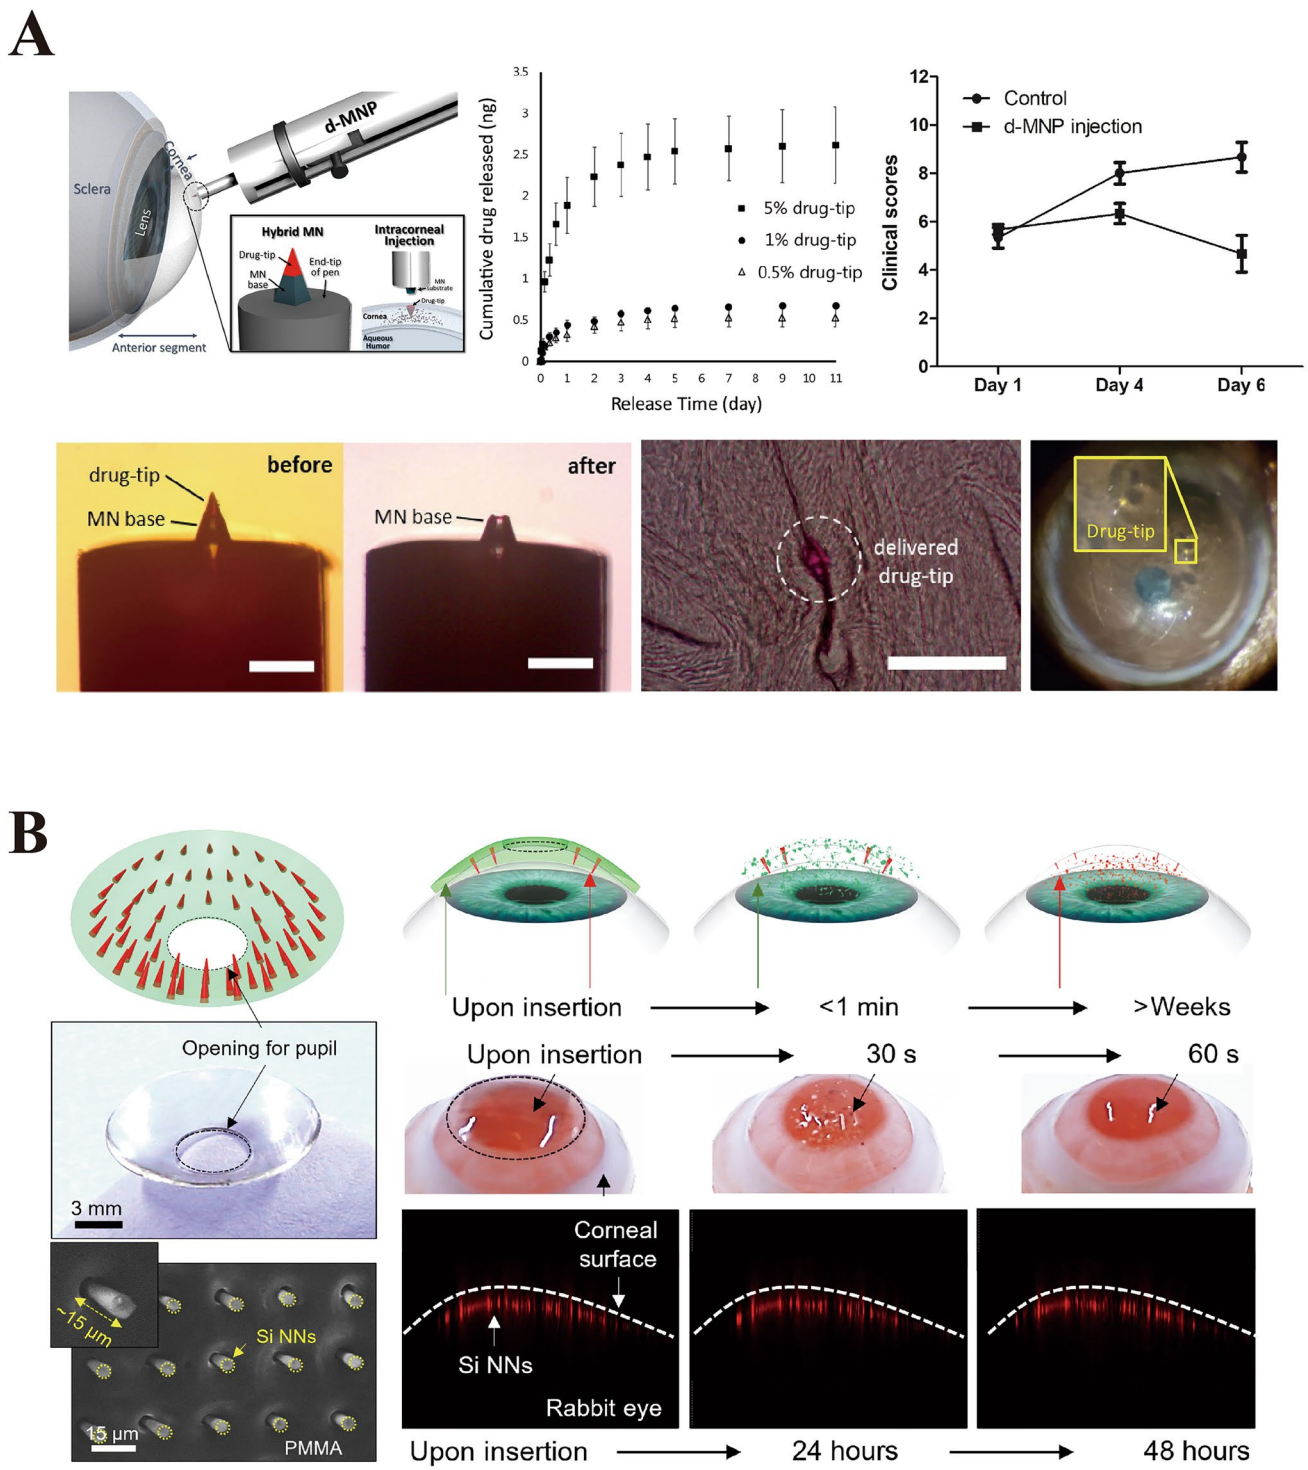 A
d-MNP
Cornea
Sclera
Lens
Anterior segment
Hybrid MN
Drug-tip
MN
base
End-tip
of pen
Intracorneal
Injection
MN
substrate
Drug-tip
Cornea
Aqueous
Humor
Cumulative drug released (ng)
3.5
3
2.5
2
1.5
1
0.5
0
5% drug-tip
1% drug-tip
0.5% drug-tip
0 1 2 3 4 5 6 7 8 9 10 11
Release Time (day)
Clinical scores
12
10
8
6
4
2
0
Control
d-MNP injection
Day 1 Day 4 Day 6
before
drug-tip
MN base
after
MN base
delivered
drug-tip
Drug-tip
B
Upon insertion <1 min >Weeks
Opening for pupil
3 mm
Upon insertion 30 s 60 s
~15 µm
Si NNs
15 µm
PMMA
Corneal
surface
Si NNs
Rabbit eye
Upon insertion 24 hours 48 hours